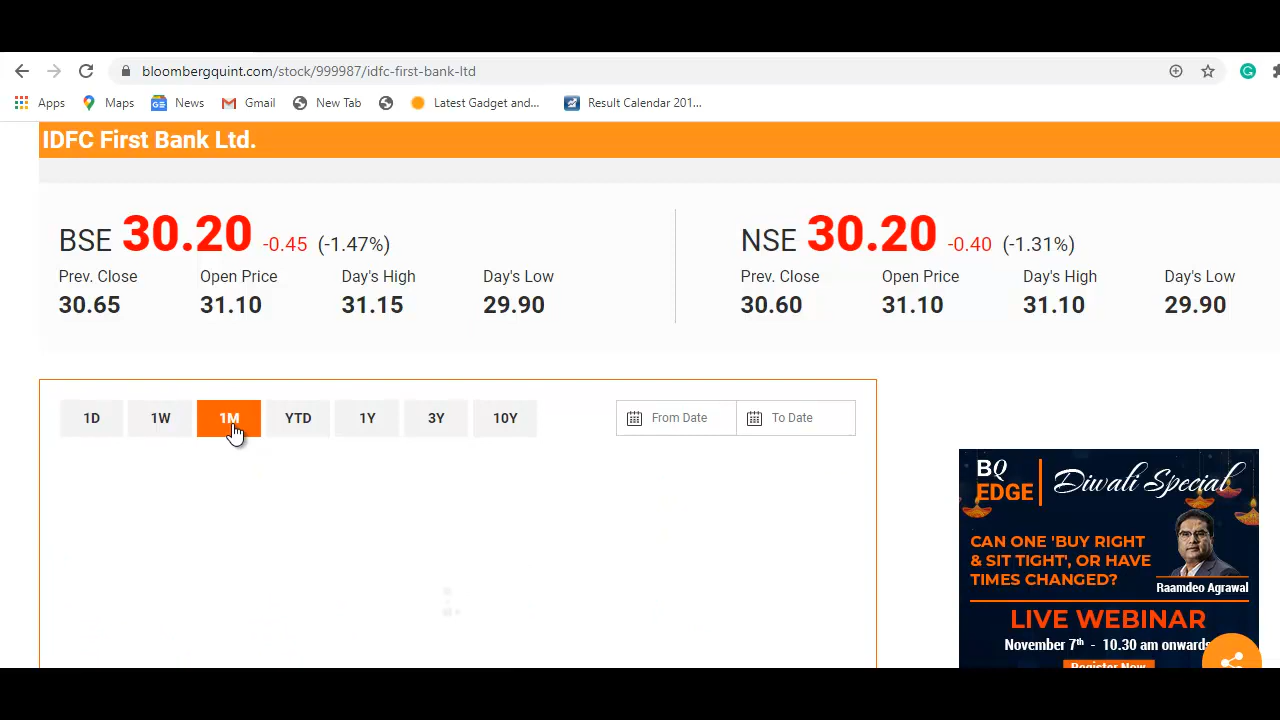 bloombergquint.com/stock/999987/idfc-first-bank-ltd
Apps Maps News Gmail New Tab Latest Gadget and... Result Calendar 201...
IDFC First Bank Ltd.
BSE 30.20 -0.45 (-1.47%)
Prev. Close Open Price Day's High Day's Low
30.65 31.10 31.15 29.90
NSE 30.20 -0.40 (-1.31%)
Prev. Close Open Price Day's High Day's Low
30.60 31.10 31.10 29.90
1D 1W 1M YTD 1Y 3Y 10Y From Date To Date
BQ
EDGE
Diwali Special
CAN ONE 'BUY RIGHT
& SIT TIGHT', OR HAVE
TIMES CHANGED?
Raamdeo Agrawal
LIVE WEBINAR
November 7th - 10.30 am onwards
Register Now